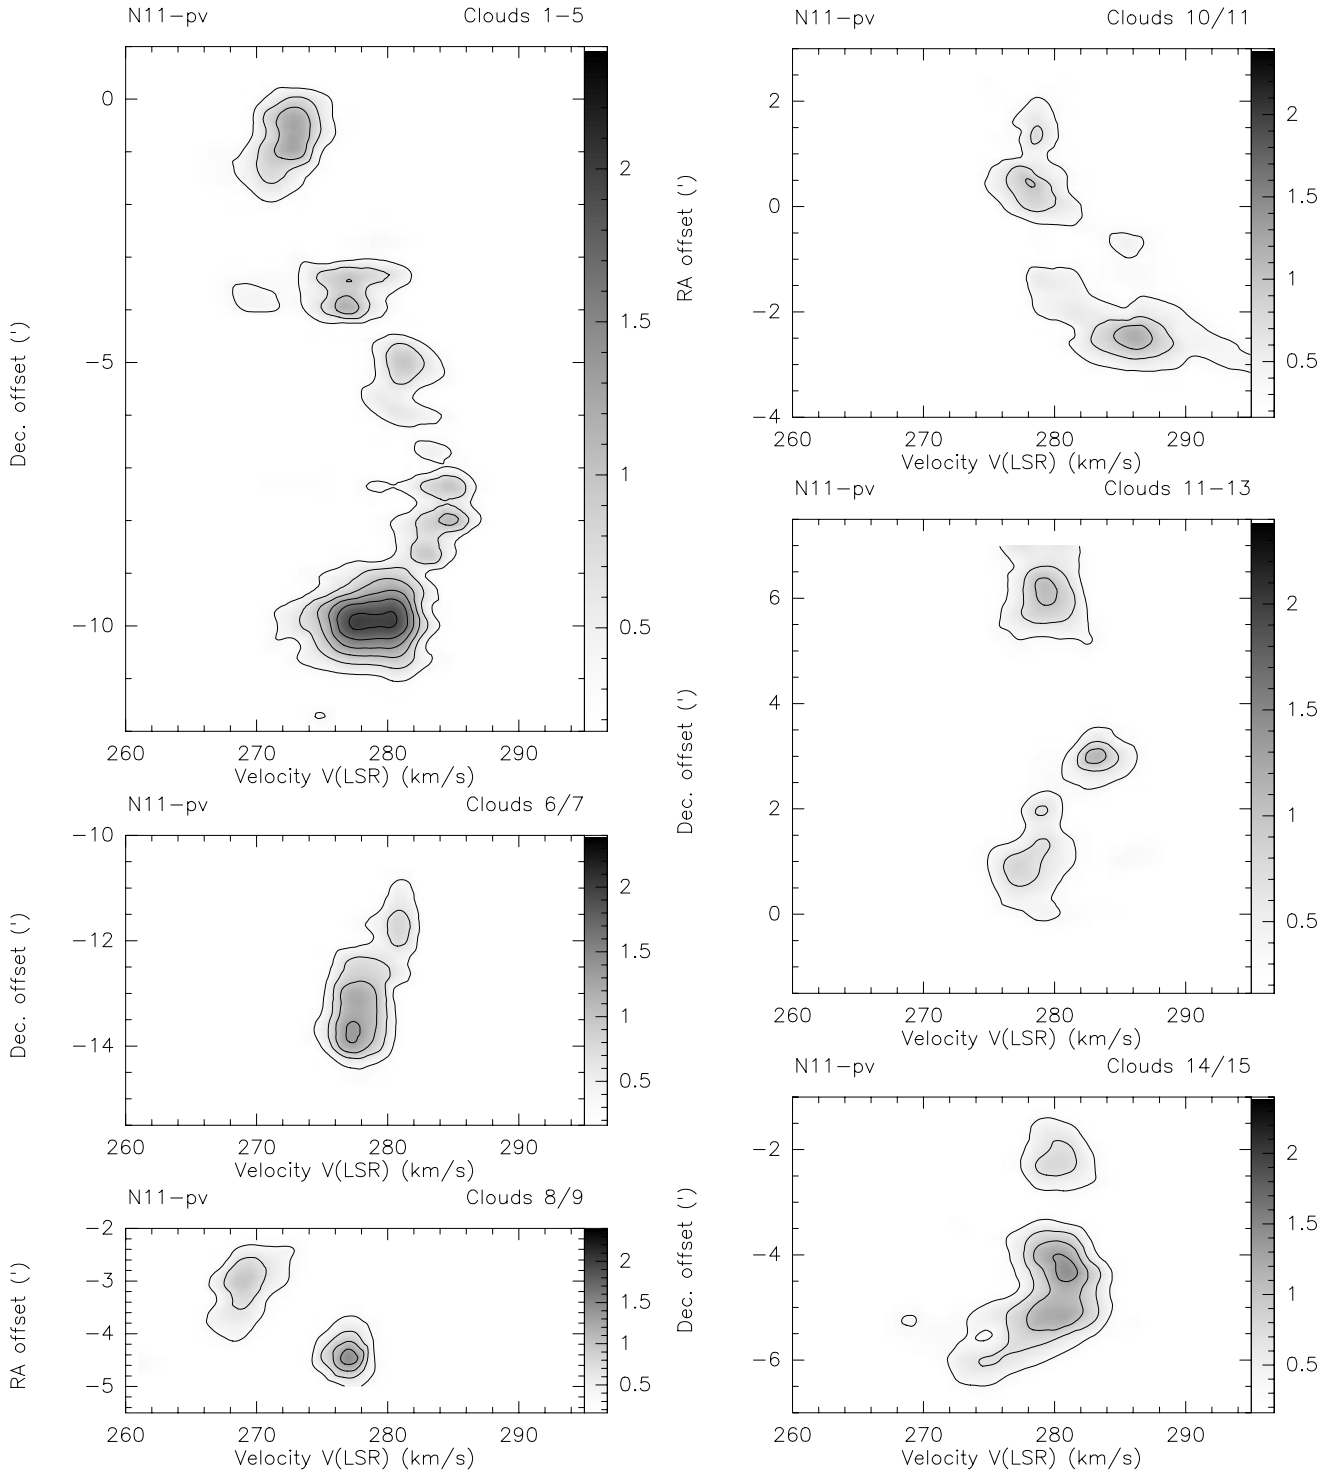 N11−pv Clouds 1−5
Dec. offset (')
0
−5
−10
2
1.5
1
0.5
260 270 280 290
Velocity V(LSR) (km/s)
N11−pv Clouds 6/7
Dec. offset (')
−10
−12
−14
2
1.5
1
0.5
260 270 280 290
Velocity V(LSR) (km/s)
N11−pv Clouds 8/9
RA offset (')
−2
−3
−4
−5
2
1.5
1
0.5
260 270 280 290
Velocity V(LSR) (km/s)
N11−pv Clouds 10/11
RA offset (')
2
0
−2
−4
2
1.5
1
0.5
260 270 280 290
Velocity V(LSR) (km/s)
N11−pv Clouds 11−13
Dec. offset (')
6
4
2
0
2
1.5
1
0.5
260 270 280 290
Velocity V(LSR) (km/s)
N11−pv Clouds 14/15
Dec. offset (')
−2
−4
−6
2
1.5
1
0.5
260 270 280 290
Velocity V(LSR) (km/s)